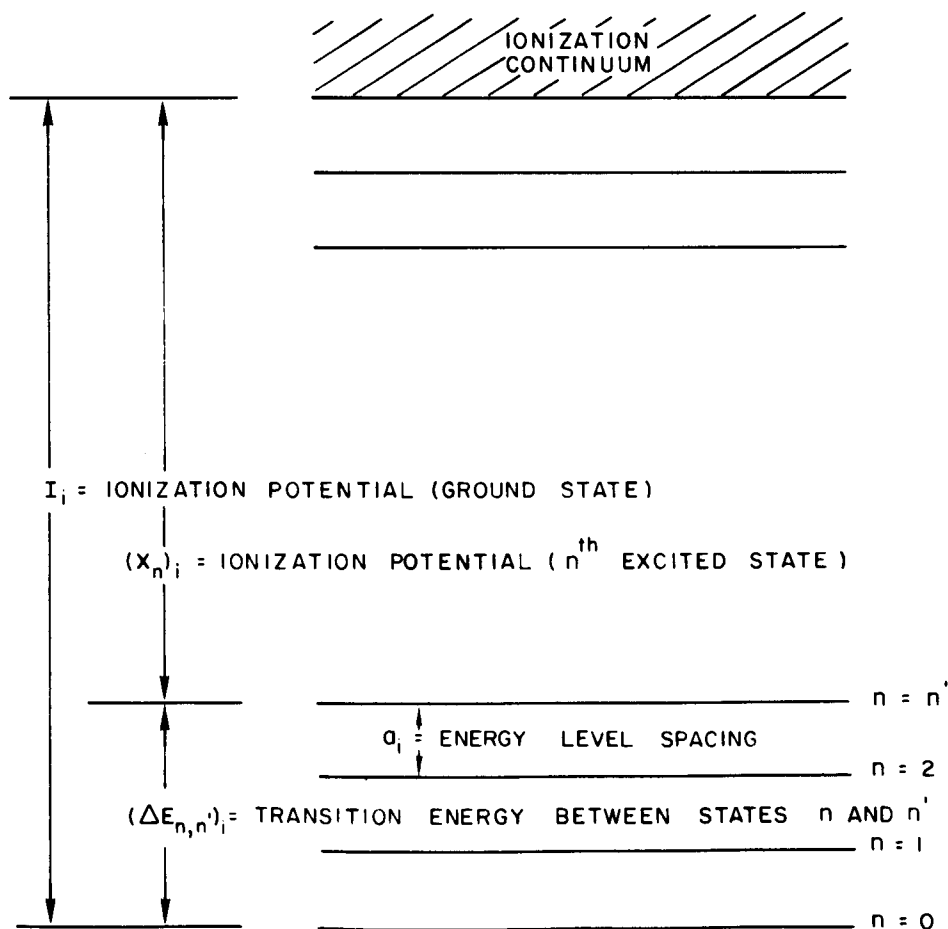 IONIZATION
CONTINUUM
I_i = IONIZATION POTENTIAL (GROUND STATE)
(X_n)_i = IONIZATION POTENTIAL (n^th EXCITED STATE)
n = n'
a_i = ENERGY LEVEL SPACING
n = 2
(ΔE_n,n')_i = TRANSITION ENERGY BETWEEN STATES n AND n'
n = 1
n = 0